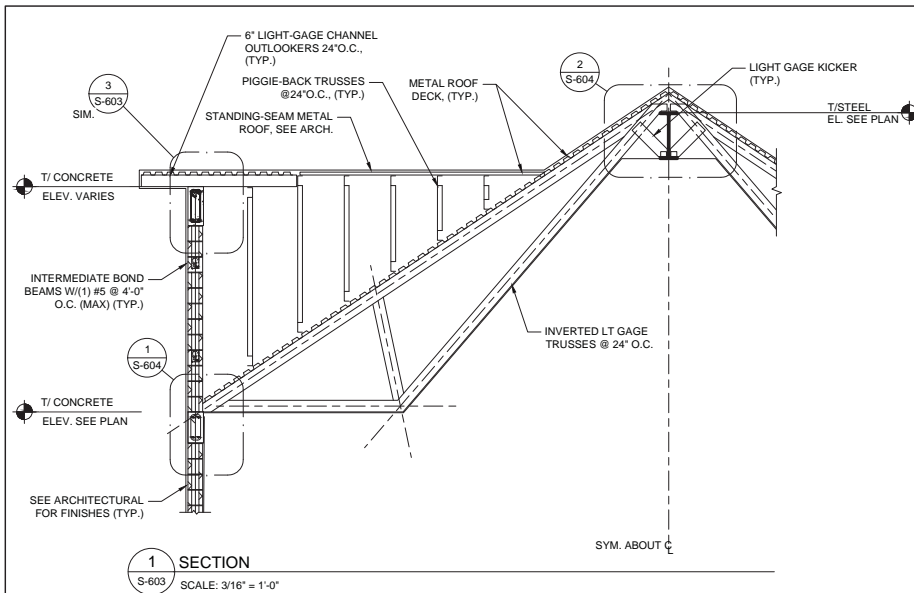 6" LIGHT-GAGE CHANNEL
OUTLOOKERS 24"O.C.,
(TYP.)
3
S-603
SIM.
PIGGIE-BACK TRUSSES
@24"O.C., (TYP.)
STANDING-SEAM METAL
ROOF, SEE ARCH.
METAL ROOF
DECK, (TYP.)
2
S-604
LIGHT GAGE KICKER
(TYP.)
T/STEEL
EL. SEE PLAN
T/ CONCRETE
ELEV. VARIES
INTERMEDIATE BOND
BEAMS W/(1) #5 @ 4'-0"
O.C. (MAX) (TYP.)
1
S-604
INVERTED LT GAGE
TRUSSES @ 24" O.C.
T/ CONCRETE
ELEV. SEE PLAN
SEE ARCHITECTURAL
FOR FINISHES (TYP.)
SYM. ABOUT ℄
1
S-603
SECTION
SCALE: 3/16" = 1'-0"